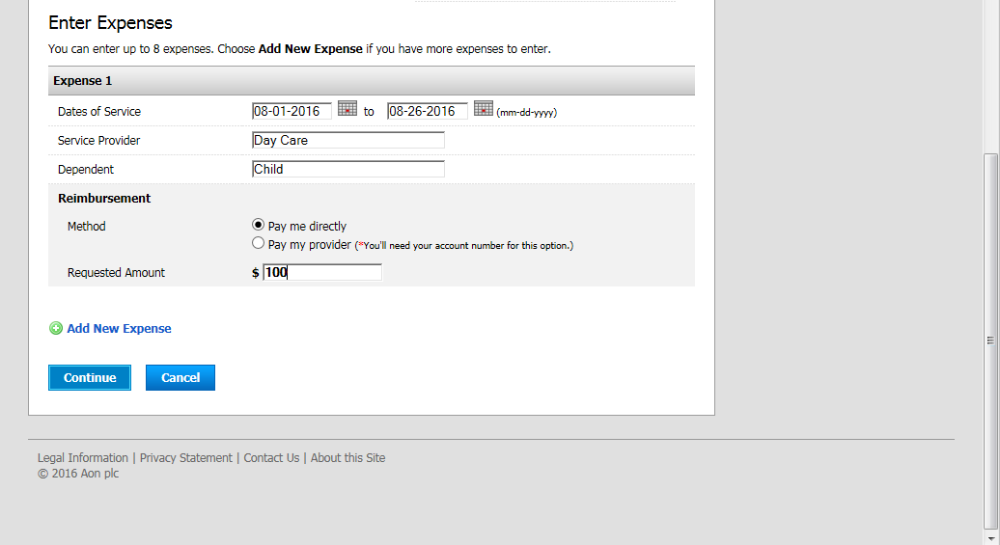 Enter Expenses
You can enter up to 8 expenses. Choose Add New Expense if you have more expenses to enter.
Expense 1
Dates of Service 08-01-2016 to 08-26-2016 (mm-dd-yyyy)
Service Provider Day Care
Dependent Child
Reimbursement
Method Pay me directly
Pay my provider (*You'll need your account number for this option.)
Requested Amount $ 100
Add New Expense
Continue Cancel
Legal Information | Privacy Statement | Contact Us | About this Site
© 2016 Aon plc